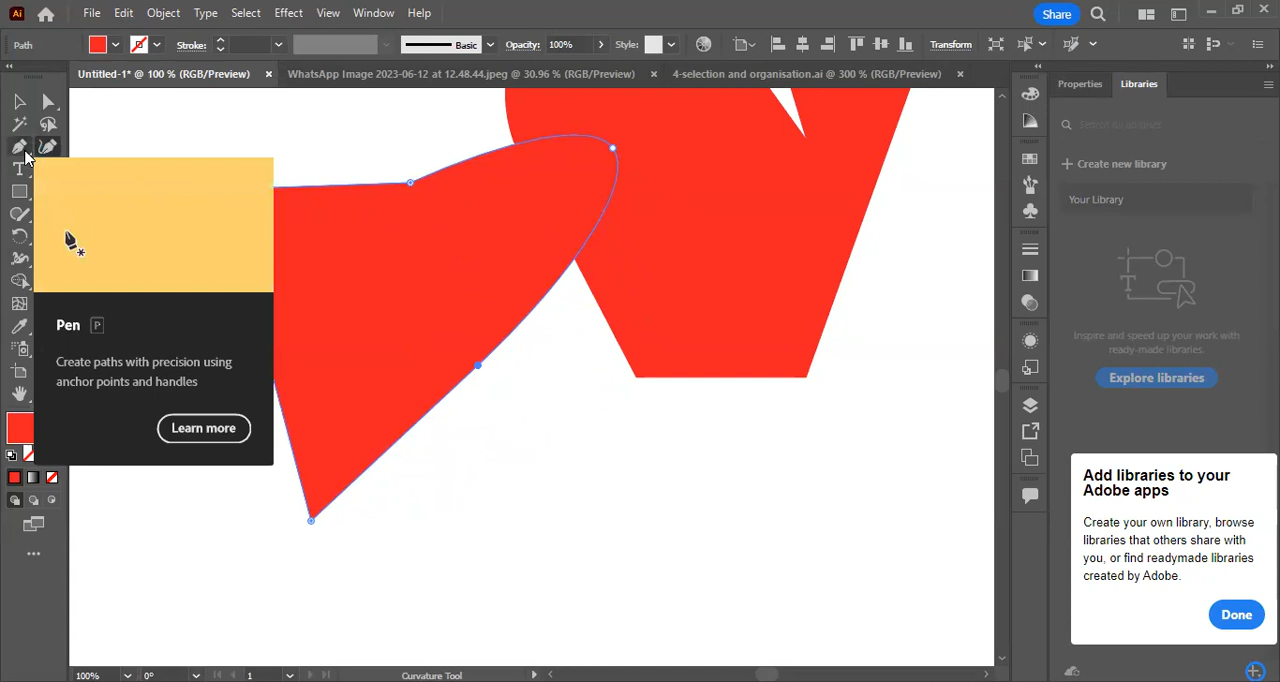 Ai File Edit Object Type Select Effect View Window Help Share
Path Stroke: Basic Opacity: 100% Style: Transform
Untitled-1* @ 100 % (RGB/Preview) × WhatsApp Image 2023-06-12 at 12.48.44.jpeg @ 30.96 % (RGB/Preview) × 4-selection and organisation.ai @ 300 % (RGB/Preview) ×
Properties Libraries
Create new library
Your Library
Pen P
Create paths with precision using
anchor points and handles
Learn more
Inspire and speed up your work with
ready-made libraries.
Explore libraries
Add libraries to your
Adobe apps
Create your own library, browse
libraries that others share with
you, or find readymade libraries
created by Adobe.
Done
100% 0° 1 Curvature Tool